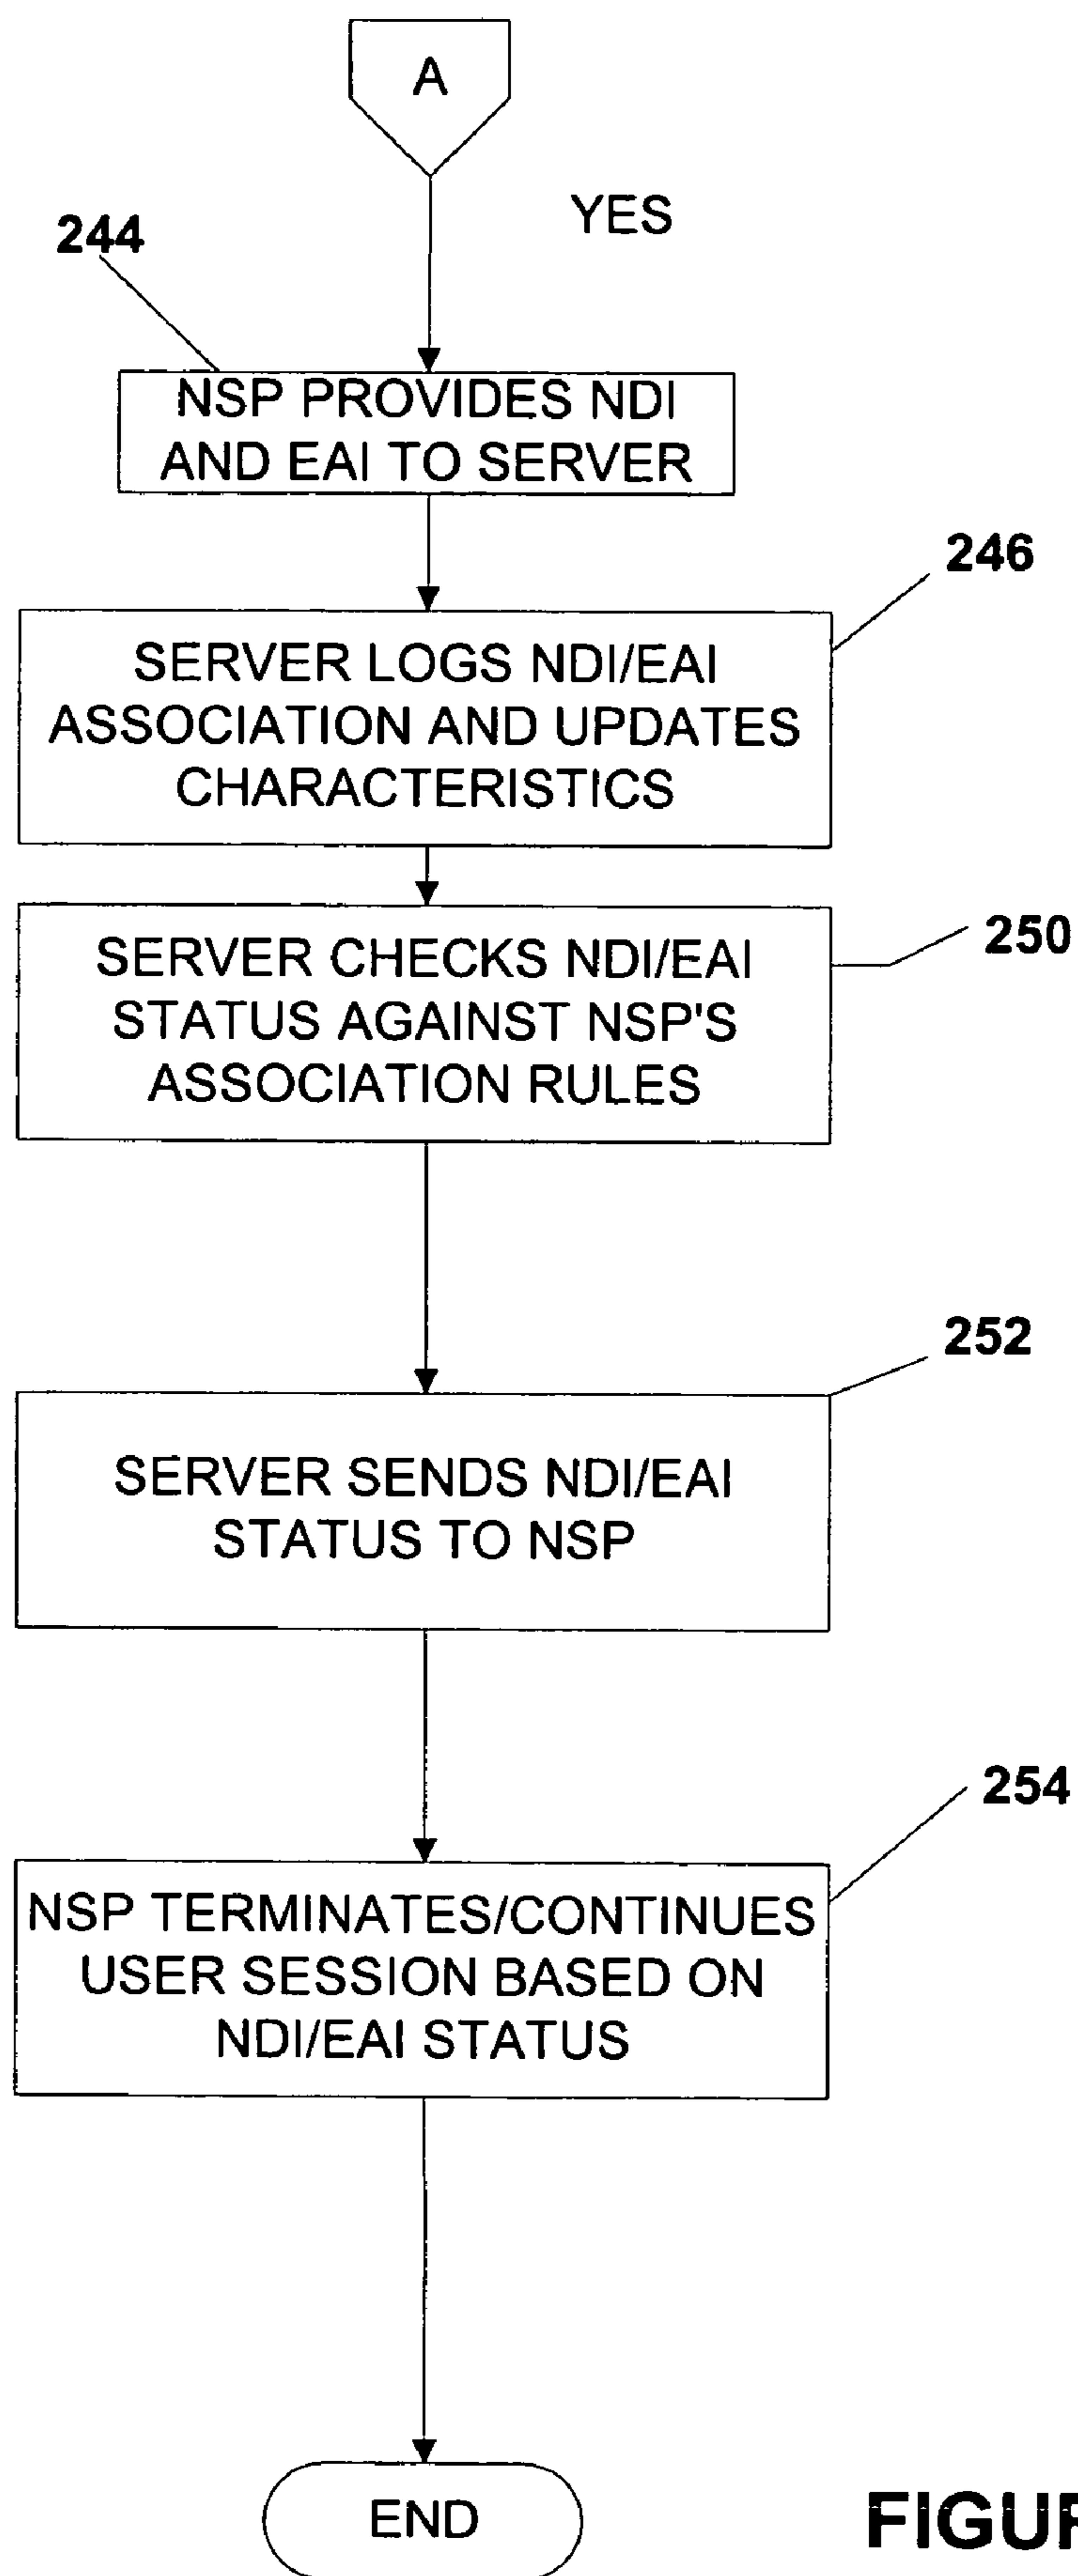 A
YES
244
NSP PROVIDES NDI
AND EAI TO SERVER
246
SERVER LOGS NDI/EAI
ASSOCIATION AND UPDATES
CHARACTERISTICS
250
SERVER CHECKS NDI/EAI
STATUS AGAINST NSP'S
ASSOCIATION RULES
252
SERVER SENDS NDI/EAI
STATUS TO NSP
254
NSP TERMINATES/CONTINUES
USER SESSION BASED ON
NDI/EAI STATUS
END